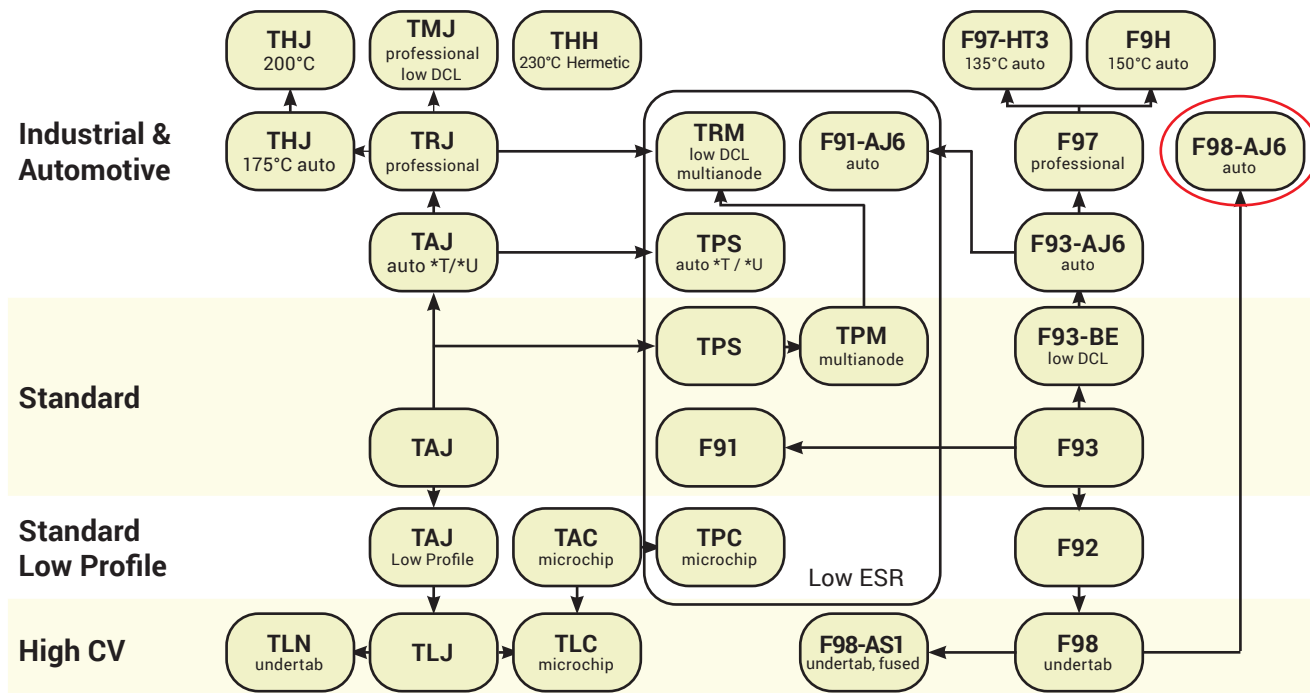 THJ
200°C
TMJ
professional
low DCL
THH
230°C Hermetic
F97-HT3
135°C auto
F9H
150°C auto
Industrial &
Automotive
THJ
175°C auto
TRJ
professional
TRM
low DCL
multianode
F91-AJ6
auto
F97
professional
F98-AJ6
auto
TAJ
auto *T/*U
TPS
auto *T / *U
F93-AJ6
auto
Standard
TPS
TPM
multianode
F93-BE
low DCL
TAJ
F91
F93
Standard
Low Profile
TAJ
Low Profile
TAC
microchip
TPC
microchip
Low ESR
F92
High CV
TLN
undertab
TLJ
TLC
microchip
F98-AS1
undertab, fused
F98
undertab